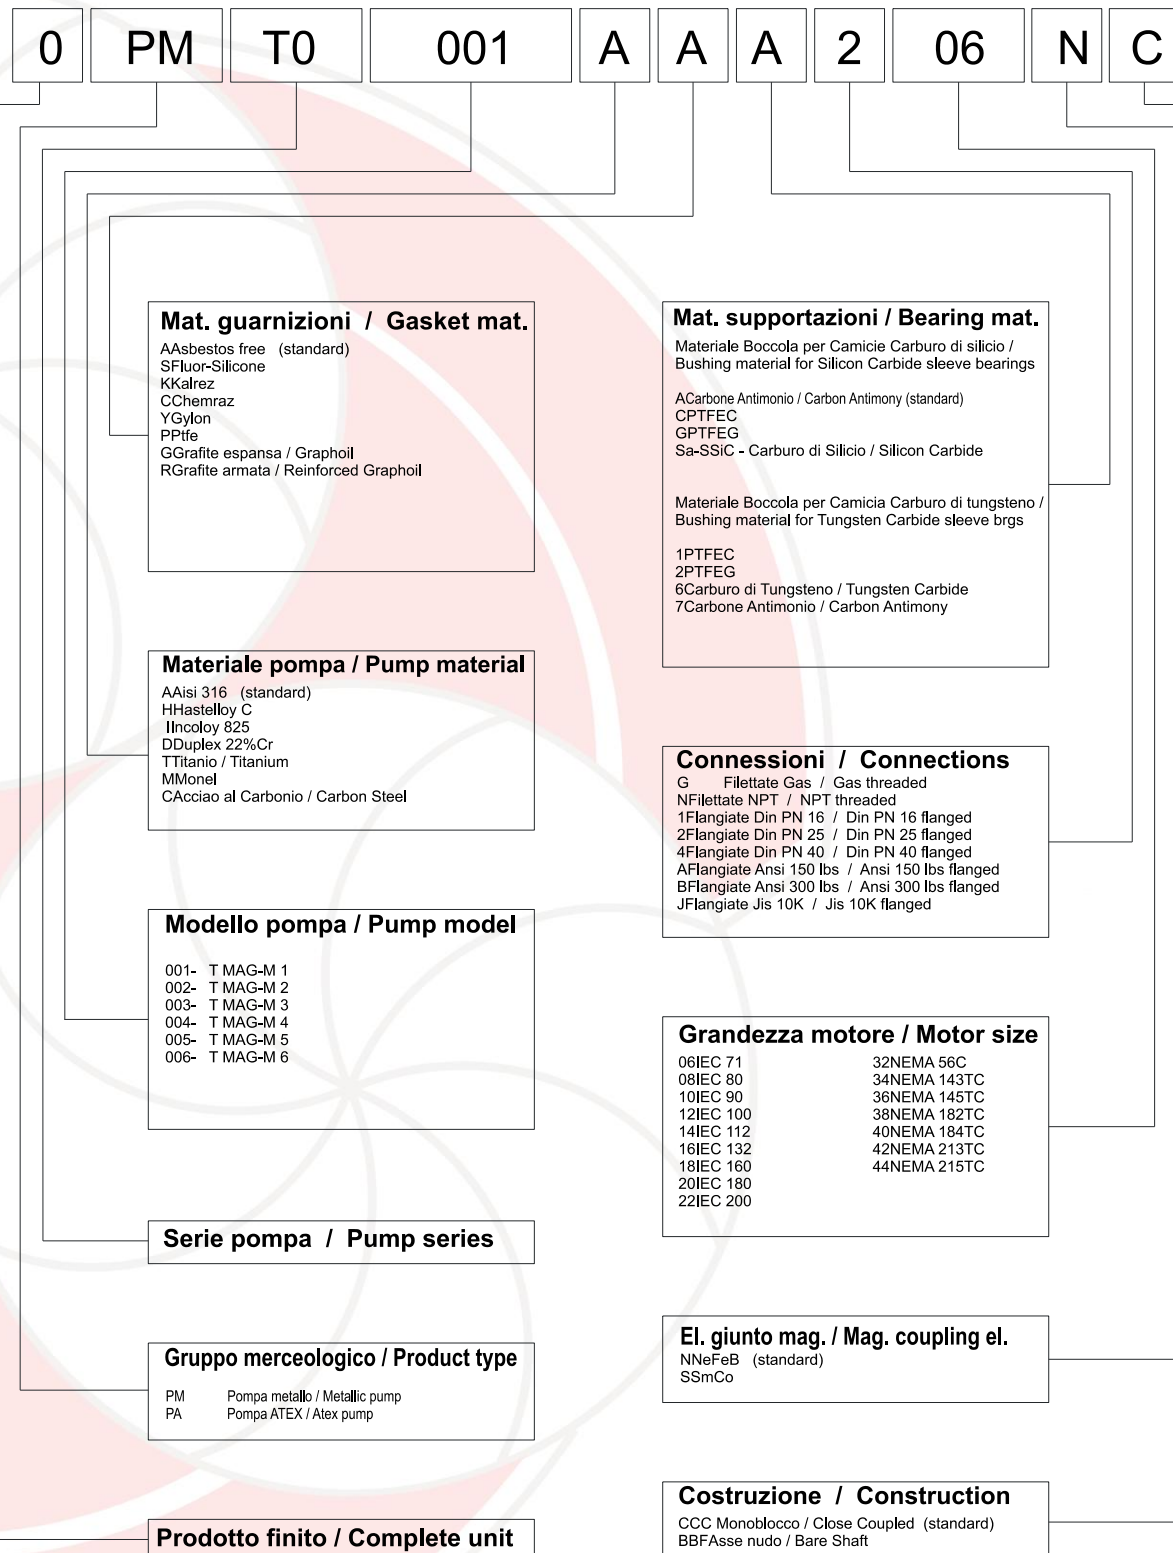 0 PM T0 001 A A A 2 06 N C
Mat. guarnizioni / Gasket mat.
AAsbestos free (standard)
SFluor-Silicone
KKalrez
CChemraz
YGylon
PPtfe
GGrafite espansa / Graphoil
RGrafite armata / Reinforced Graphoil
Materiale pompa / Pump material
AAisi 316 (standard)
HHastelloy C
IIncoloy 825
DDuplex 22%Cr
TTitanio / Titanium
MMonel
CAcciao al Carbonio / Carbon Steel
Modello pompa / Pump model
001- T MAG-M 1
002- T MAG-M 2
003- T MAG-M 3
004- T MAG-M 4
005- T MAG-M 5
006- T MAG-M 6
Serie pompa / Pump series
Gruppo merceologico / Product type
PM Pompa metallo / Metallic pump
PA Pompa ATEX / Atex pump
Prodotto finito / Complete unit
Mat. supportazioni / Bearing mat.
Materiale Boccola per Camicie Carburo di silicio /
Bushing material for Silicon Carbide sleeve bearings
ACarbone Antimonio / Carbon Antimony (standard)
CPTFEC
GPTFEG
Sa-SSiC - Carburo di Silicio / Silicon Carbide
Materiale Boccola per Camicia Carburo di tungsteno /
Bushing material for Tungsten Carbide sleeve brgs
1PTFEC
2PTFEG
6Carburo di Tungsteno / Tungsten Carbide
7Carbone Antimonio / Carbon Antimony
Connessioni / Connections
G Filettate Gas / Gas threaded
NFilettate NPT / NPT threaded
1Flangiate Din PN 16 / Din PN 16 flanged
2Flangiate Din PN 25 / Din PN 25 flanged
4Flangiate Din PN 40 / Din PN 40 flanged
AFlangiate Ansi 150 lbs / Ansi 150 lbs flanged
BFlangiate Ansi 300 lbs / Ansi 300 lbs flanged
JFlangiate Jis 10K / Jis 10K flanged
Grandezza motore / Motor size
06IEC 71 32NEMA 56C
08IEC 80 34NEMA 143TC
10IEC 90 36NEMA 145TC
12IEC 100 38NEMA 182TC
14IEC 112 40NEMA 184TC
16IEC 132 42NEMA 213TC
18IEC 160 44NEMA 215TC
20IEC 180
22IEC 200
El. giunto mag. / Mag. coupling el.
NNeFeB (standard)
SSmCo
Costruzione / Construction
CCC Monoblocco / Close Coupled (standard)
BBFAsse nudo / Bare Shaft